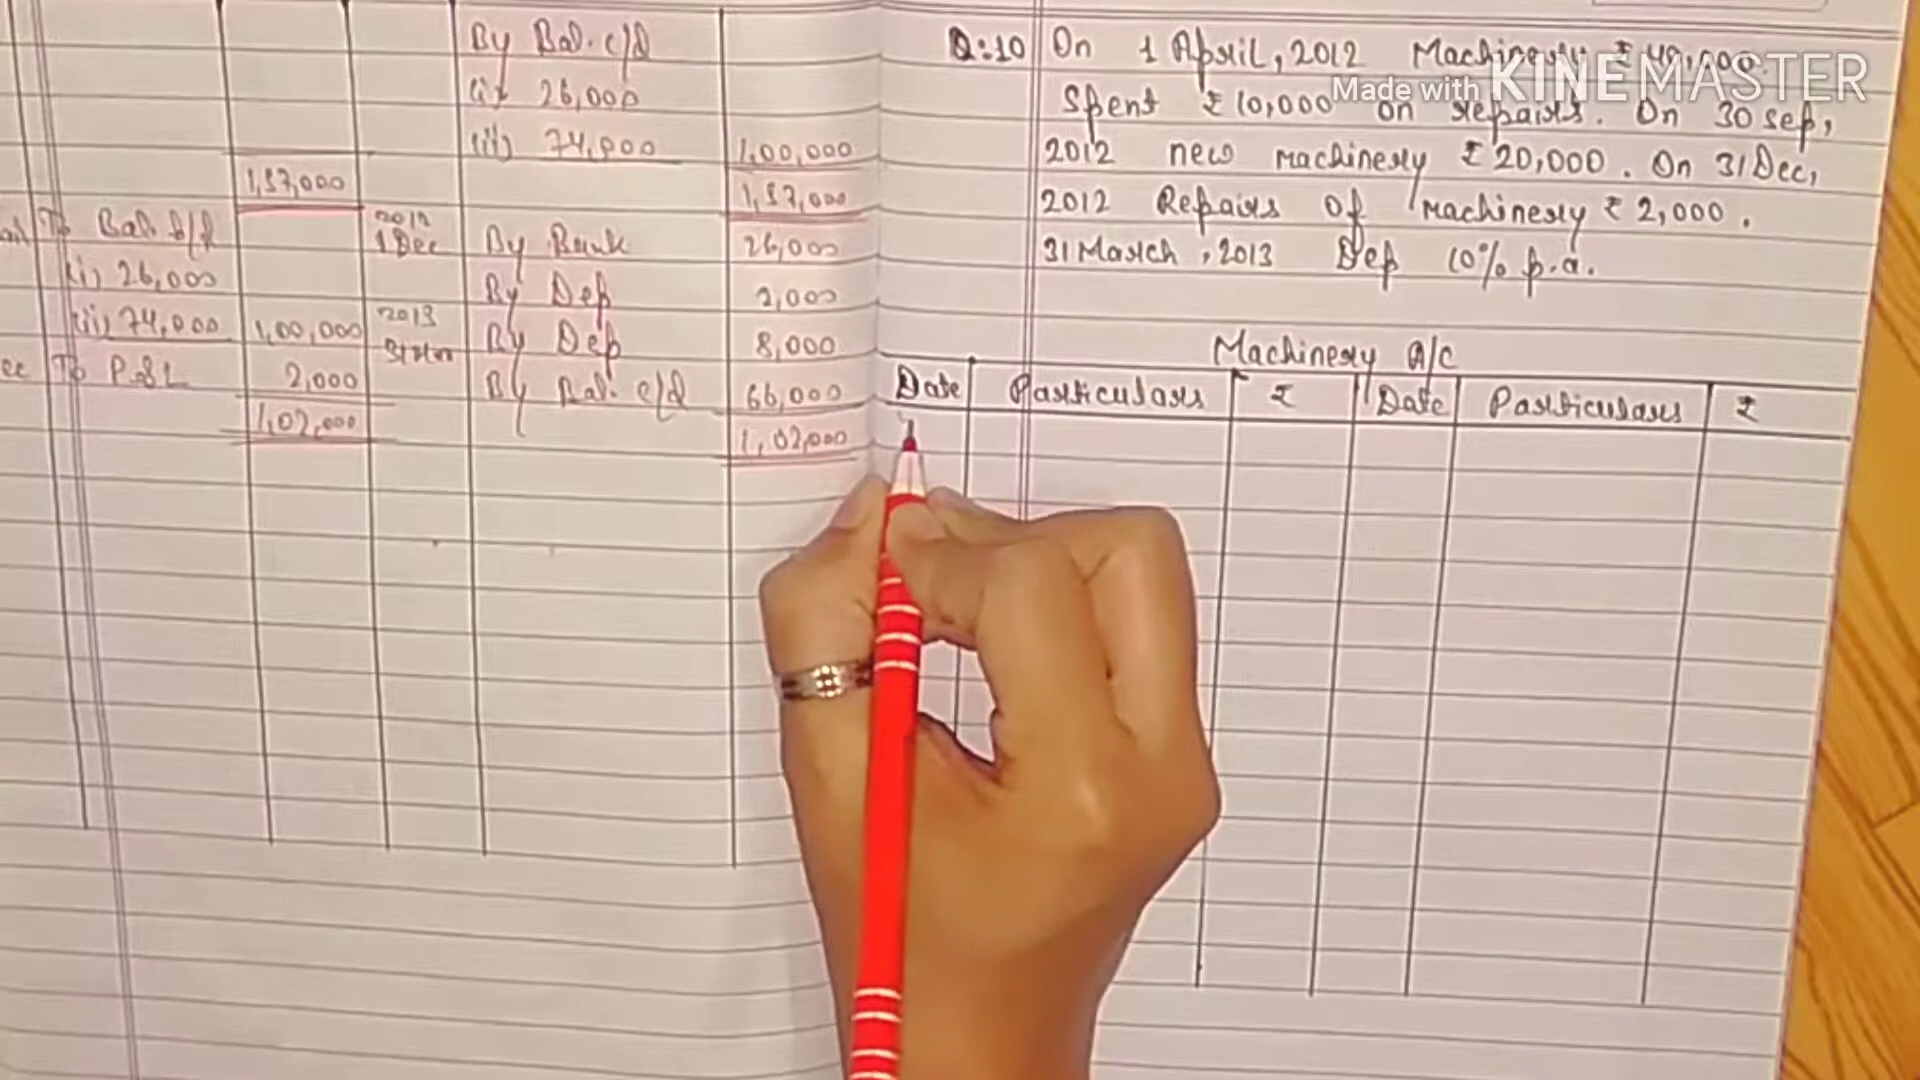 By Bal. c/d
(i) 26,000
(ii) 74,000 1,00,000
1,37,000 1,37,000
To Bal. b/d 2012 1 Dec By Bank 26,000
(i) 26,000 By Dep 2,000
(ii) 74,000 1,00,000 2013 31 Mar By Dep 8,000
To P&L 2,000 By Bal. c/d 66,000
1,02,000 1,02,000
Q:10 On 1 April, 2012 Machinery ₹
Made with KINEMASTER
Spent ₹10,000 on repairs. On 30 sep,
2012 new machinery ₹20,000. On 31 Dec,
2012 Repairs Of machinery ₹ 2,000.
31 March, 2013 Dep 10% p.a.
Machinery A/c
Date Particulars ₹ Date Particulars ₹